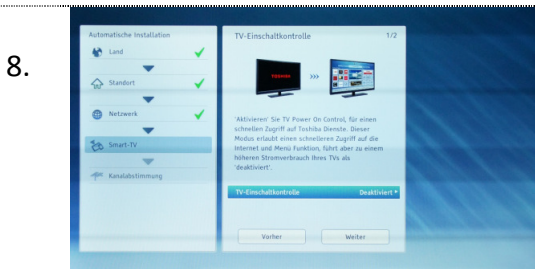 8.
Automatische Installation
Land
Standort
Netzwerk
Smart-TV
Kanalabstimmung
TV-Einschaltkontrolle 1/2
TOSHIBA
'Aktivieren' Sie TV Power On Control, für einen
schnellen Zugriff auf Toshiba Dienste. Dieser
Modus erlaubt einen schnelleren Zugriff auf die
Internet und Menü Funktion, führt aber zu einem
höheren Stromverbrauch Ihres TVs als
'deaktiviert'.
TV-Einschaltkontrolle Deaktiviert
Vorher Weiter